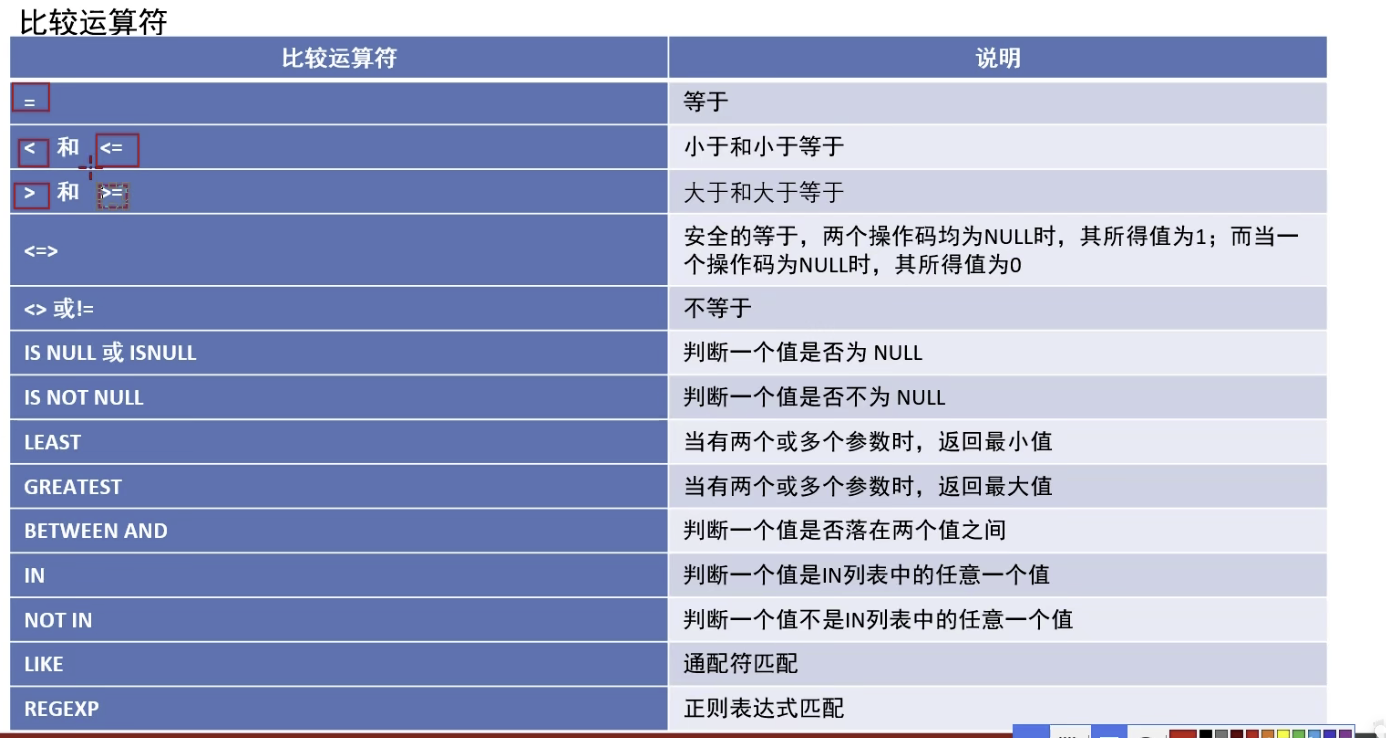 比较运算符
比较运算符 说明
= 等于
< 和 <= 小于和小于等于
> 和 >= 大于和大于等于
<=> 安全的等于，两个操作码均为NULL时，其所得值为1；而当一
个操作码为NULL时，其所得值为0
<> 或!= 不等于
IS NULL 或 ISNULL 判断一个值是否为 NULL
IS NOT NULL 判断一个值是否不为 NULL
LEAST 当有两个或多个参数时，返回最小值
GREATEST 当有两个或多个参数时，返回最大值
BETWEEN AND 判断一个值是否落在两个值之间
IN 判断一个值是IN列表中的任意一个值
NOT IN 判断一个值不是IN列表中的任意一个值
LIKE 通配符匹配
REGEXP 正则表达式匹配